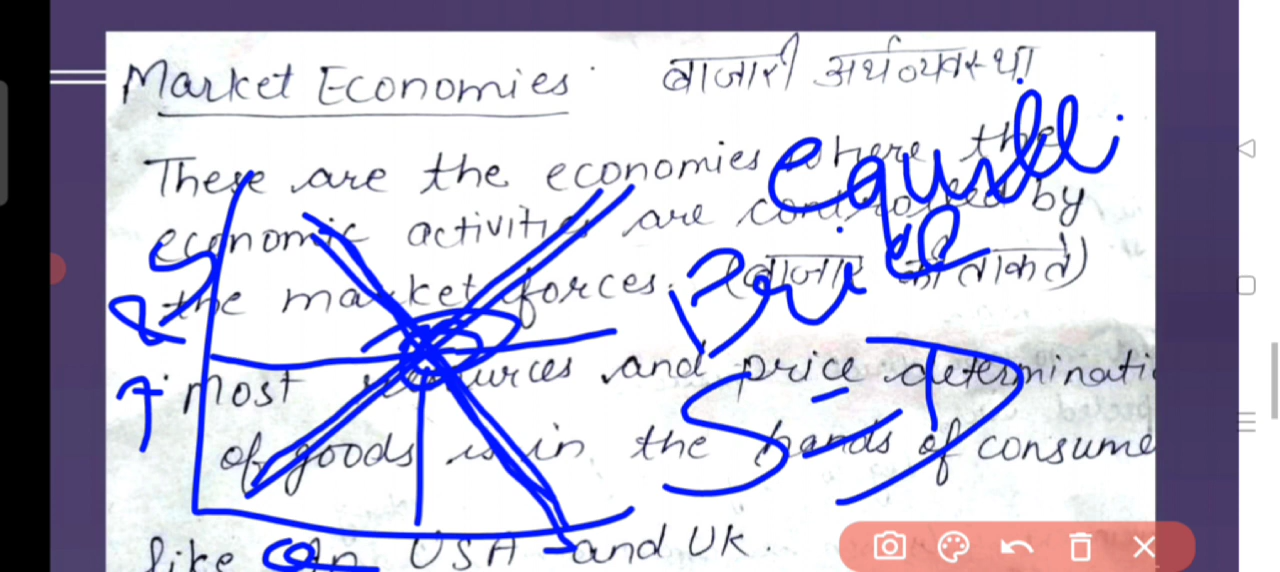 Market Economies बाजारी अर्थव्यवस्था
These are the economies where the equili
economic activities are controlled by
the market forces. (बाजार की ताकतें)
Price
most resources and price determinati
S = D
of goods is in the hands of consume
like in USA and UK.